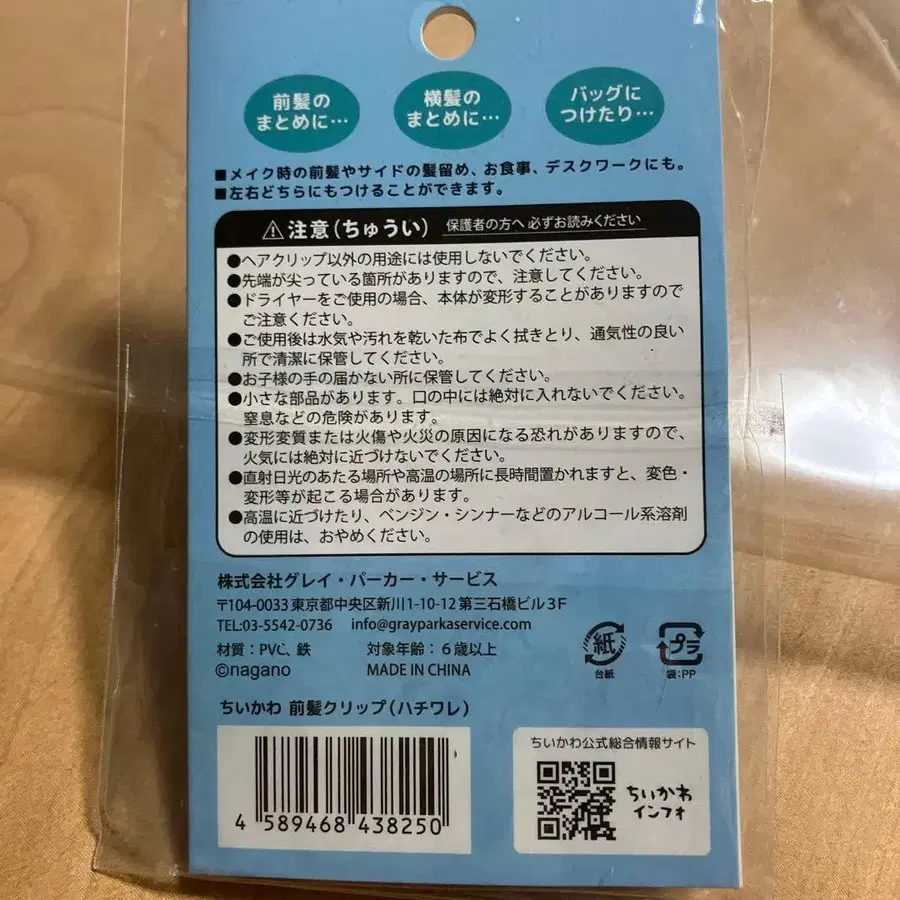 前髪の
まとめに…
横髪の
まとめに…
バッグに
つけたり…
■メイク時の前髪やサイドの髪留め、お食事、デスクワークにも。
■左右どちらにもつけることができます。
⚠注意(ちゅうい) 保護者の方へ 必ずお読みください
●ヘアクリップ以外の用途には使用しないでください。
●先端が尖っている箇所がありますので、注意してください。
●ドライヤーをご使用の場合、本体が変形することがありますので
ご注意ください。
●ご使用後は水気や汚れを乾いた布でよく拭きとり、通気性の良い
所で清潔に保管してください。
●お子様の手の届かない所に保管してください。
●小さな部品があります。口の中には絶対に入れないでください。
窒息などの危険があります。
●変形変質または火傷や火災の原因になる恐れがありますので、
火気には絶対に近づけないでください。
●直射日光のあたる場所や高温の場所に長時間置かれますと、変色・
変形等が起こる場合があります。
●高温に近づけたり、ベンジン・シンナーなどのアルコール系溶剤
の使用は、おやめください。
株式会社グレイ・パーカー・サービス
〒104-0033 東京都中央区新川1-10-12 第三石橋ビル3F
TEL:03-5542-0736 info@grayparkaservice.com
材質:PVC、鉄 対象年齢:6歳以上
©nagano MADE IN CHINA
紙
台紙
プラ
袋:PP
ちいかわ 前髪クリップ(ハチワレ)
4 589468 438250
ちいかわ公式総合情報サイト
ちいかわ
インフォ